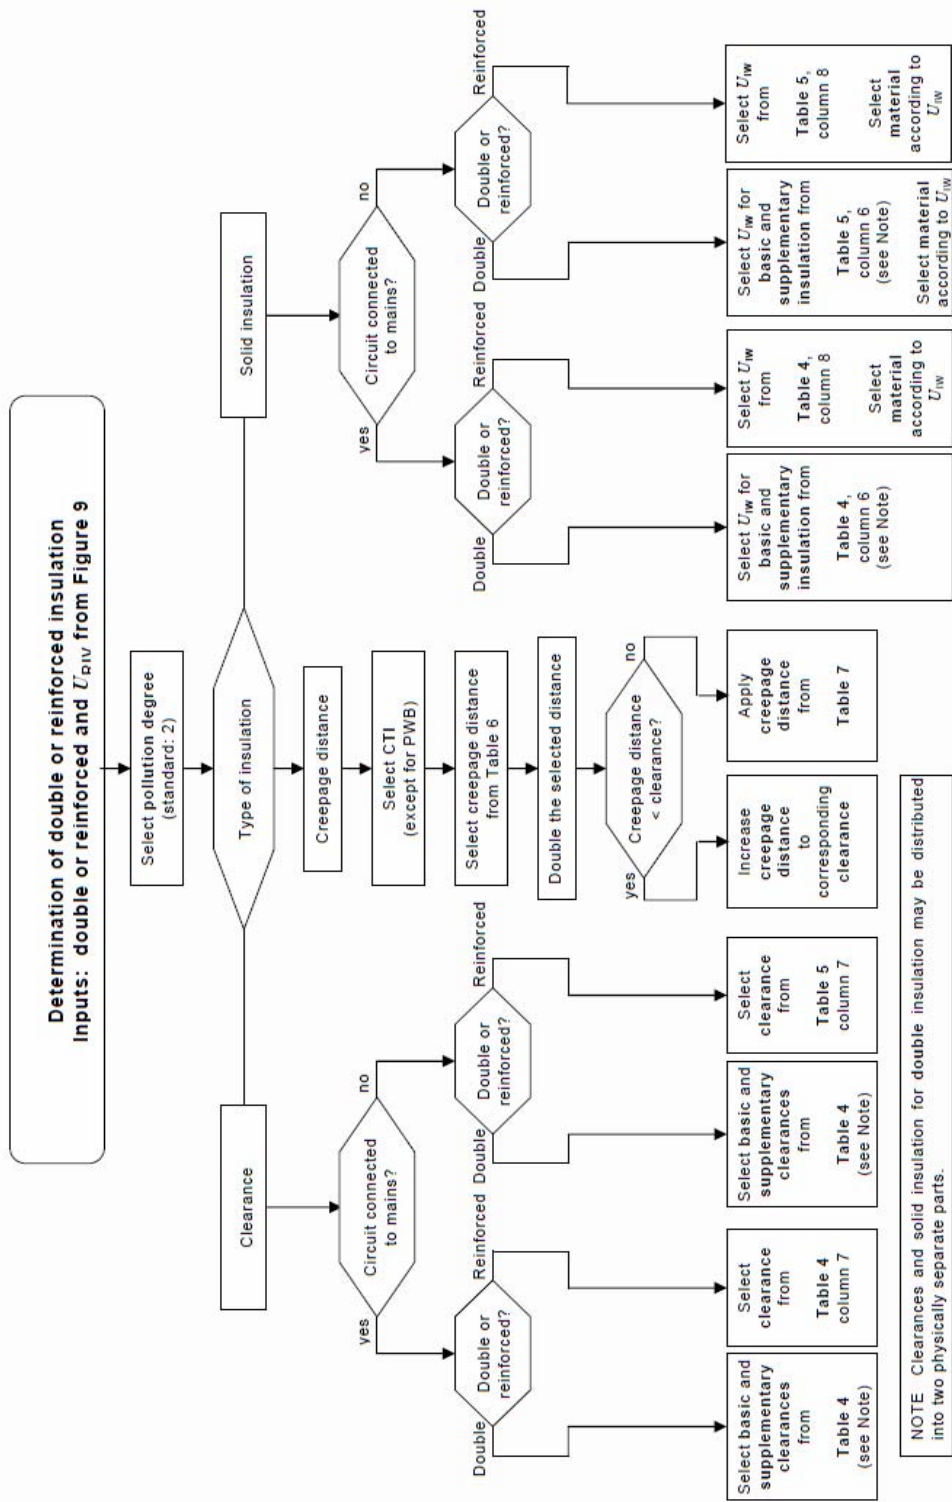 Determination of double or reinforced insulation
Inputs: double or reinforced and U_RIV from Figure 9
Select pollution degree
(standard: 2)
Type of insulation
Clearance
Circuit connected
to mains?
yes
no
Double or
reinforced?
Double
Reinforced
Double or
reinforced?
Double
Reinforced
Select basic and
supplementary
clearances
from
Table 4
(see Note)
Select
clearance
from
Table 4
column 7
Select basic and
supplementary
clearances
from
Table 4
(see Note)
Select
clearance
from
Table 5
column 7
Creepage distance
Select CTI
(except for PWB)
Select creepage distance
from Table 6
Double the selected distance
Creepage distance
< clearance?
yes
no
Increase
creepage
distance
to
corresponding
clearance
Apply
creepage
distance
from
Table 7
Solid insulation
Circuit connected
to mains?
yes
no
Double or
reinforced?
Double
Reinforced
Double or
reinforced?
Double
Reinforced
Select U_IW for
basic and
supplementary
insulation from
Table 4,
column 6
(see Note)
Select U_IW
from
Table 4,
column 8
Select
material
according to
U_IW
Select U_IW for
basic and
supplementary
insulation from
Table 5,
column 6
(see Note)
Select material
according to U_IW
Select U_IW
from
Table 5,
column 8
Select
material
according to
U_IW
NOTE Clearances and solid insulation for double insulation may be distributed
into two physically separate parts.